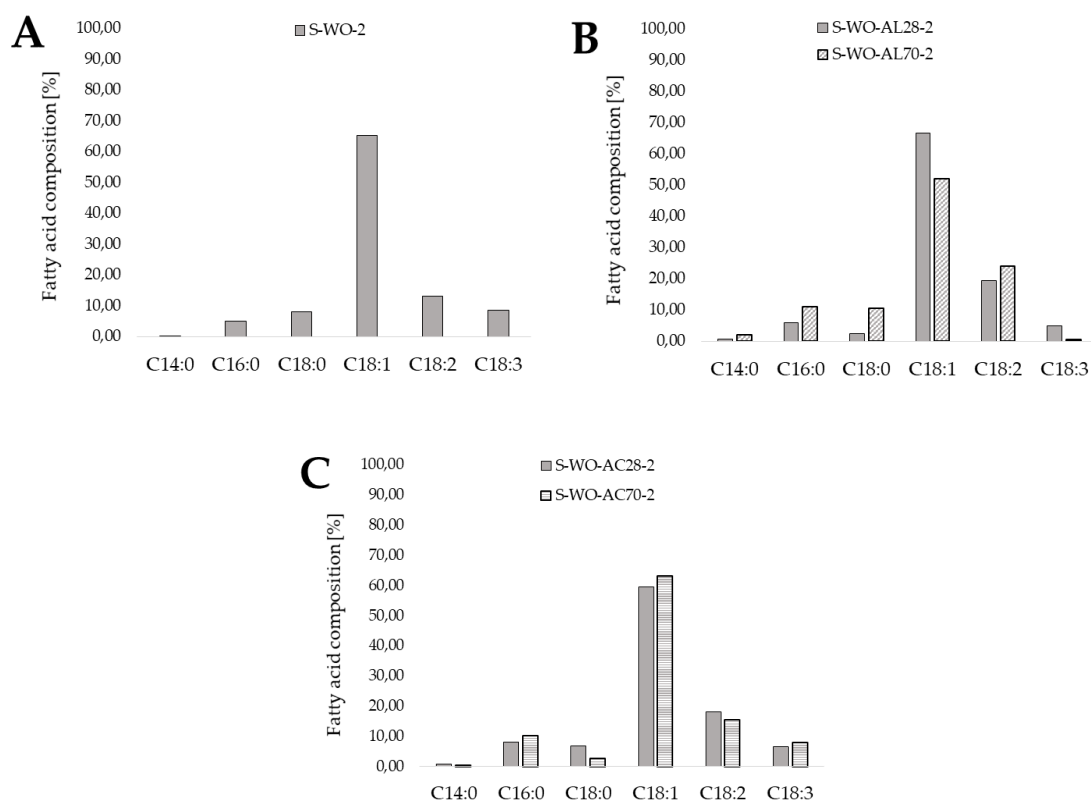 A
Fatty acid composition [%]
100,00
90,00
80,00
70,00
60,00
50,00
40,00
30,00
20,00
10,00
0,00
S-WO-2
C14:0 C16:0 C18:0 C18:1 C18:2 C18:3
B
Fatty acid composition [%]
100,00
90,00
80,00
70,00
60,00
50,00
40,00
30,00
20,00
10,00
0,00
S-WO-AL28-2
S-WO-AL70-2
C14:0 C16:0 C18:0 C18:1 C18:2 C18:3
C
Fatty acid composition [%]
100,00
90,00
80,00
70,00
60,00
50,00
40,00
30,00
20,00
10,00
0,00
S-WO-AC28-2
S-WO-AC70-2
C14:0 C16:0 C18:0 C18:1 C18:2 C18:3